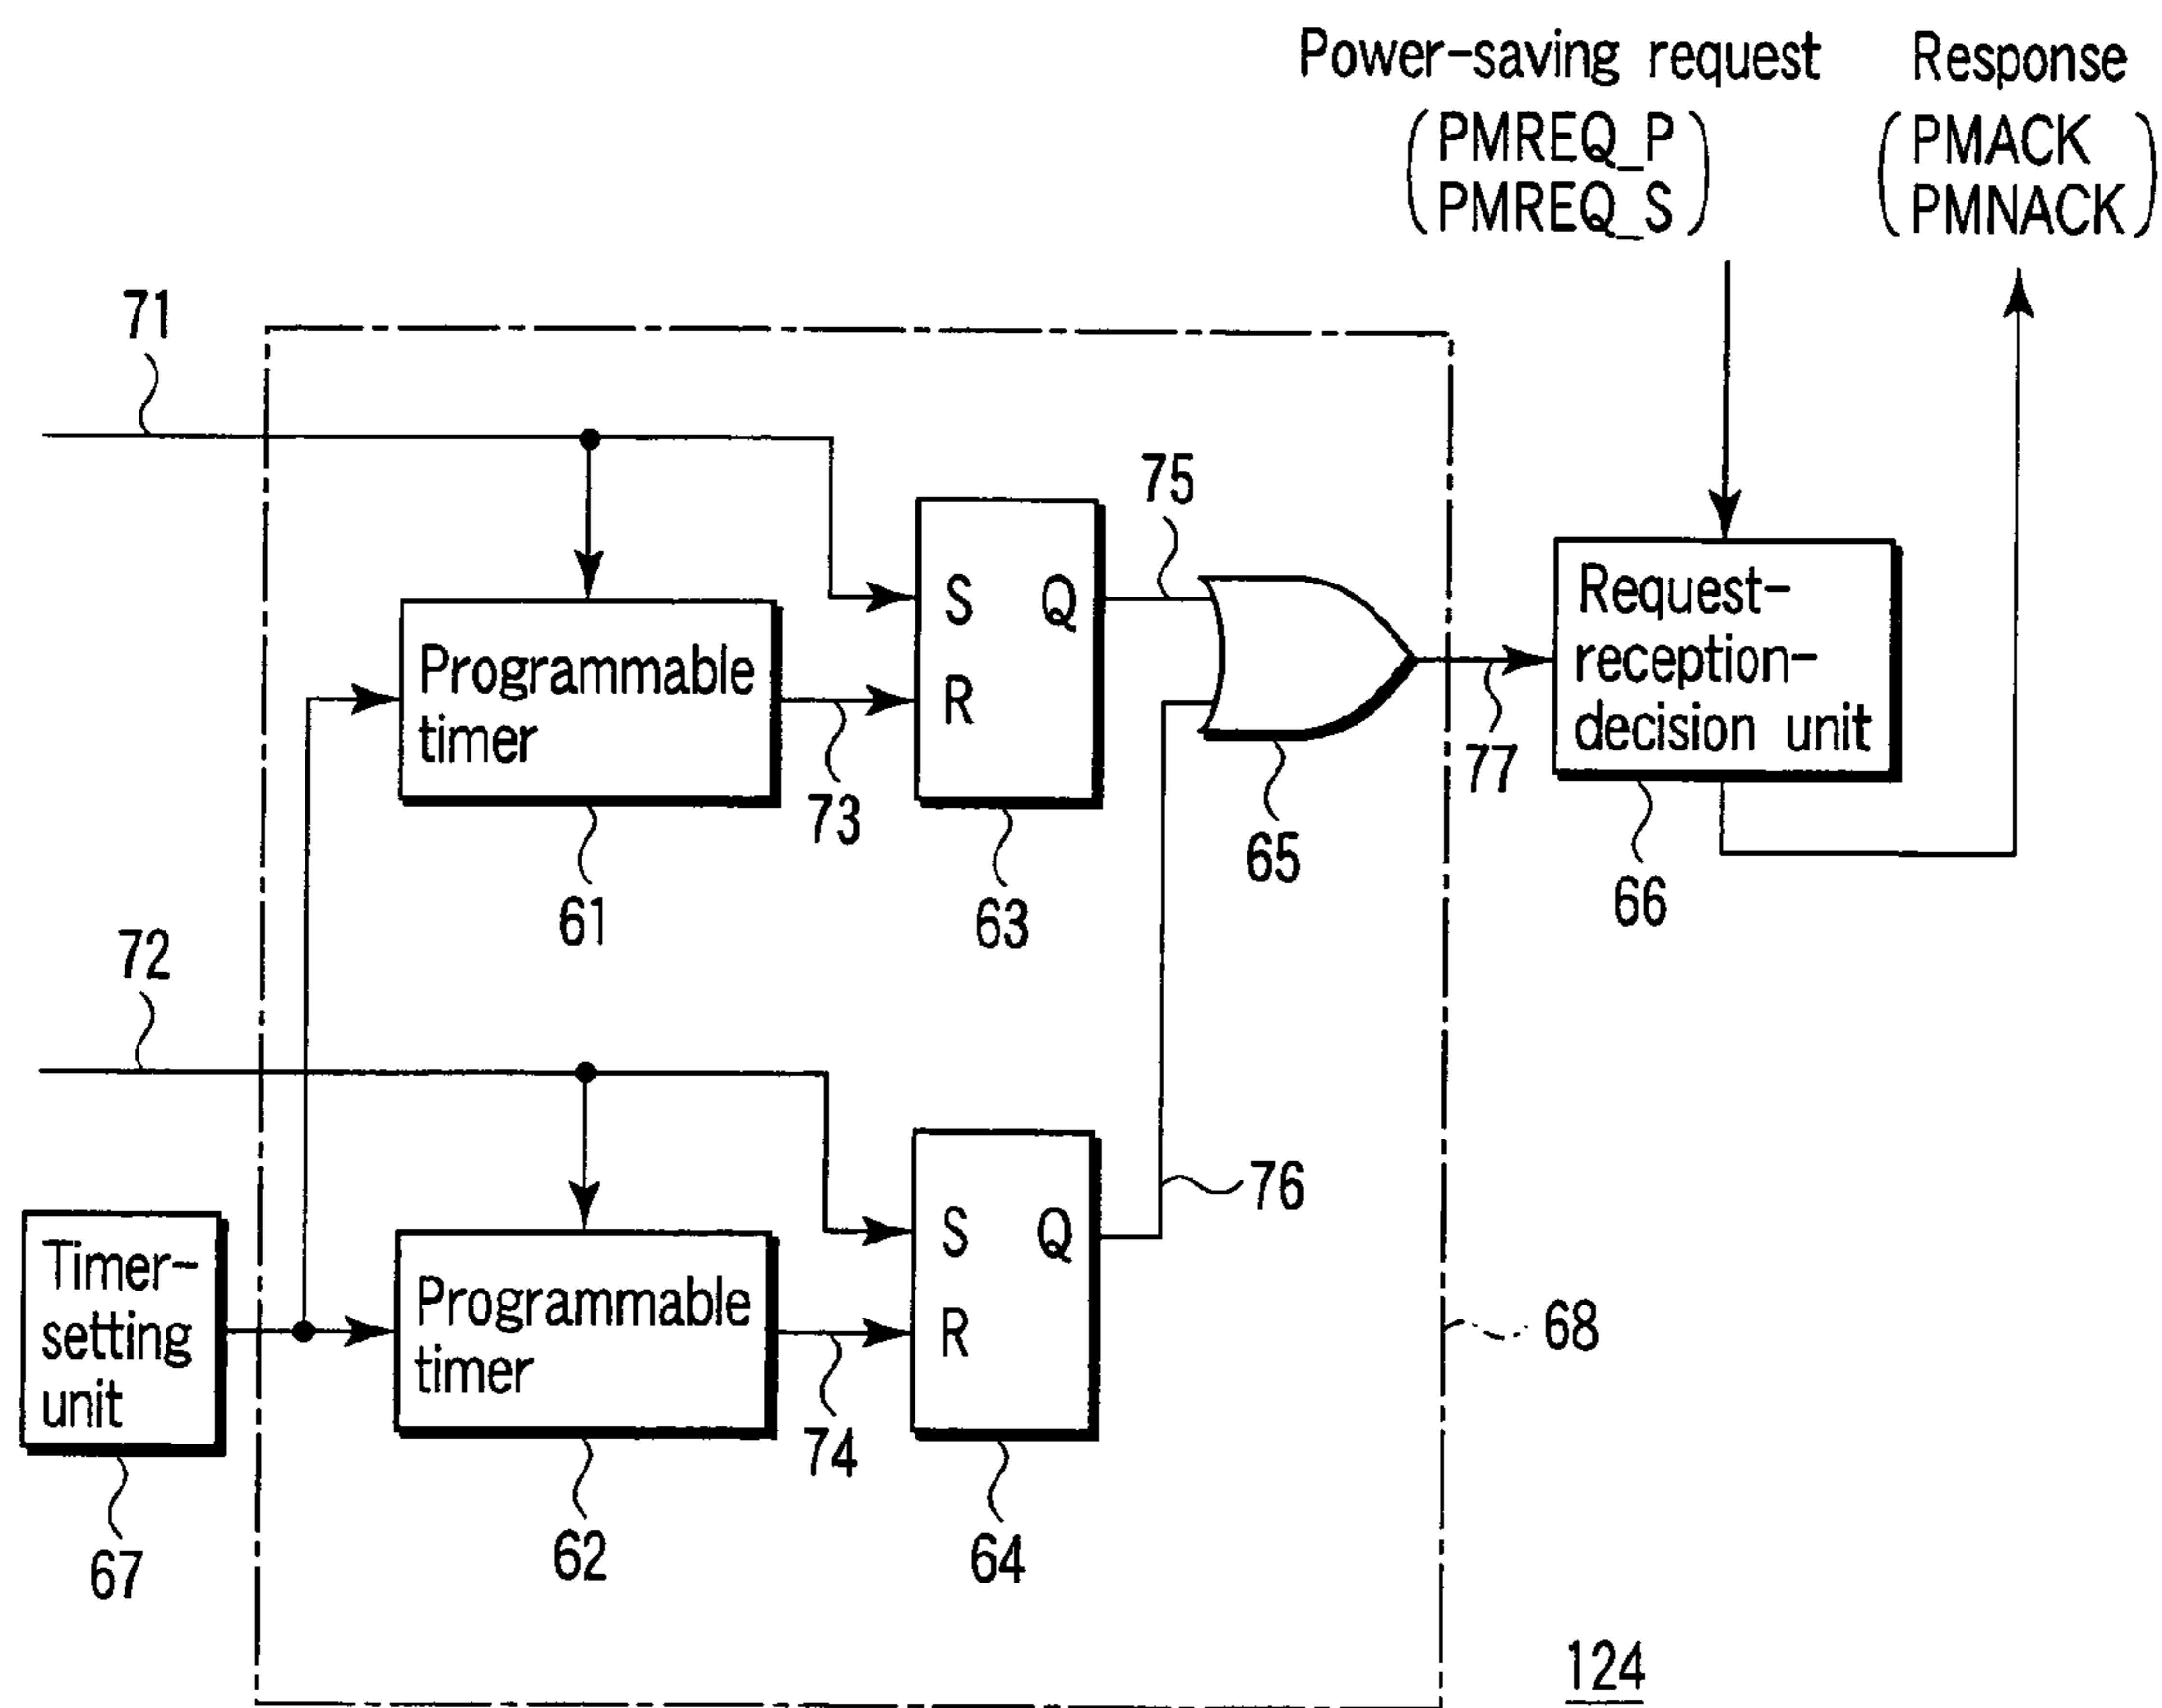 Power-saving request
PMREQ_P
PMREQ_S
Response
PMACK
PMNACK
71
75
S Q
R
Programmable
timer
73
61
63
65
77
Request-
reception-
decision unit
66
72
76
S Q
R
Timer-
setting
unit
67
Programmable
timer
74
62
64
68
124